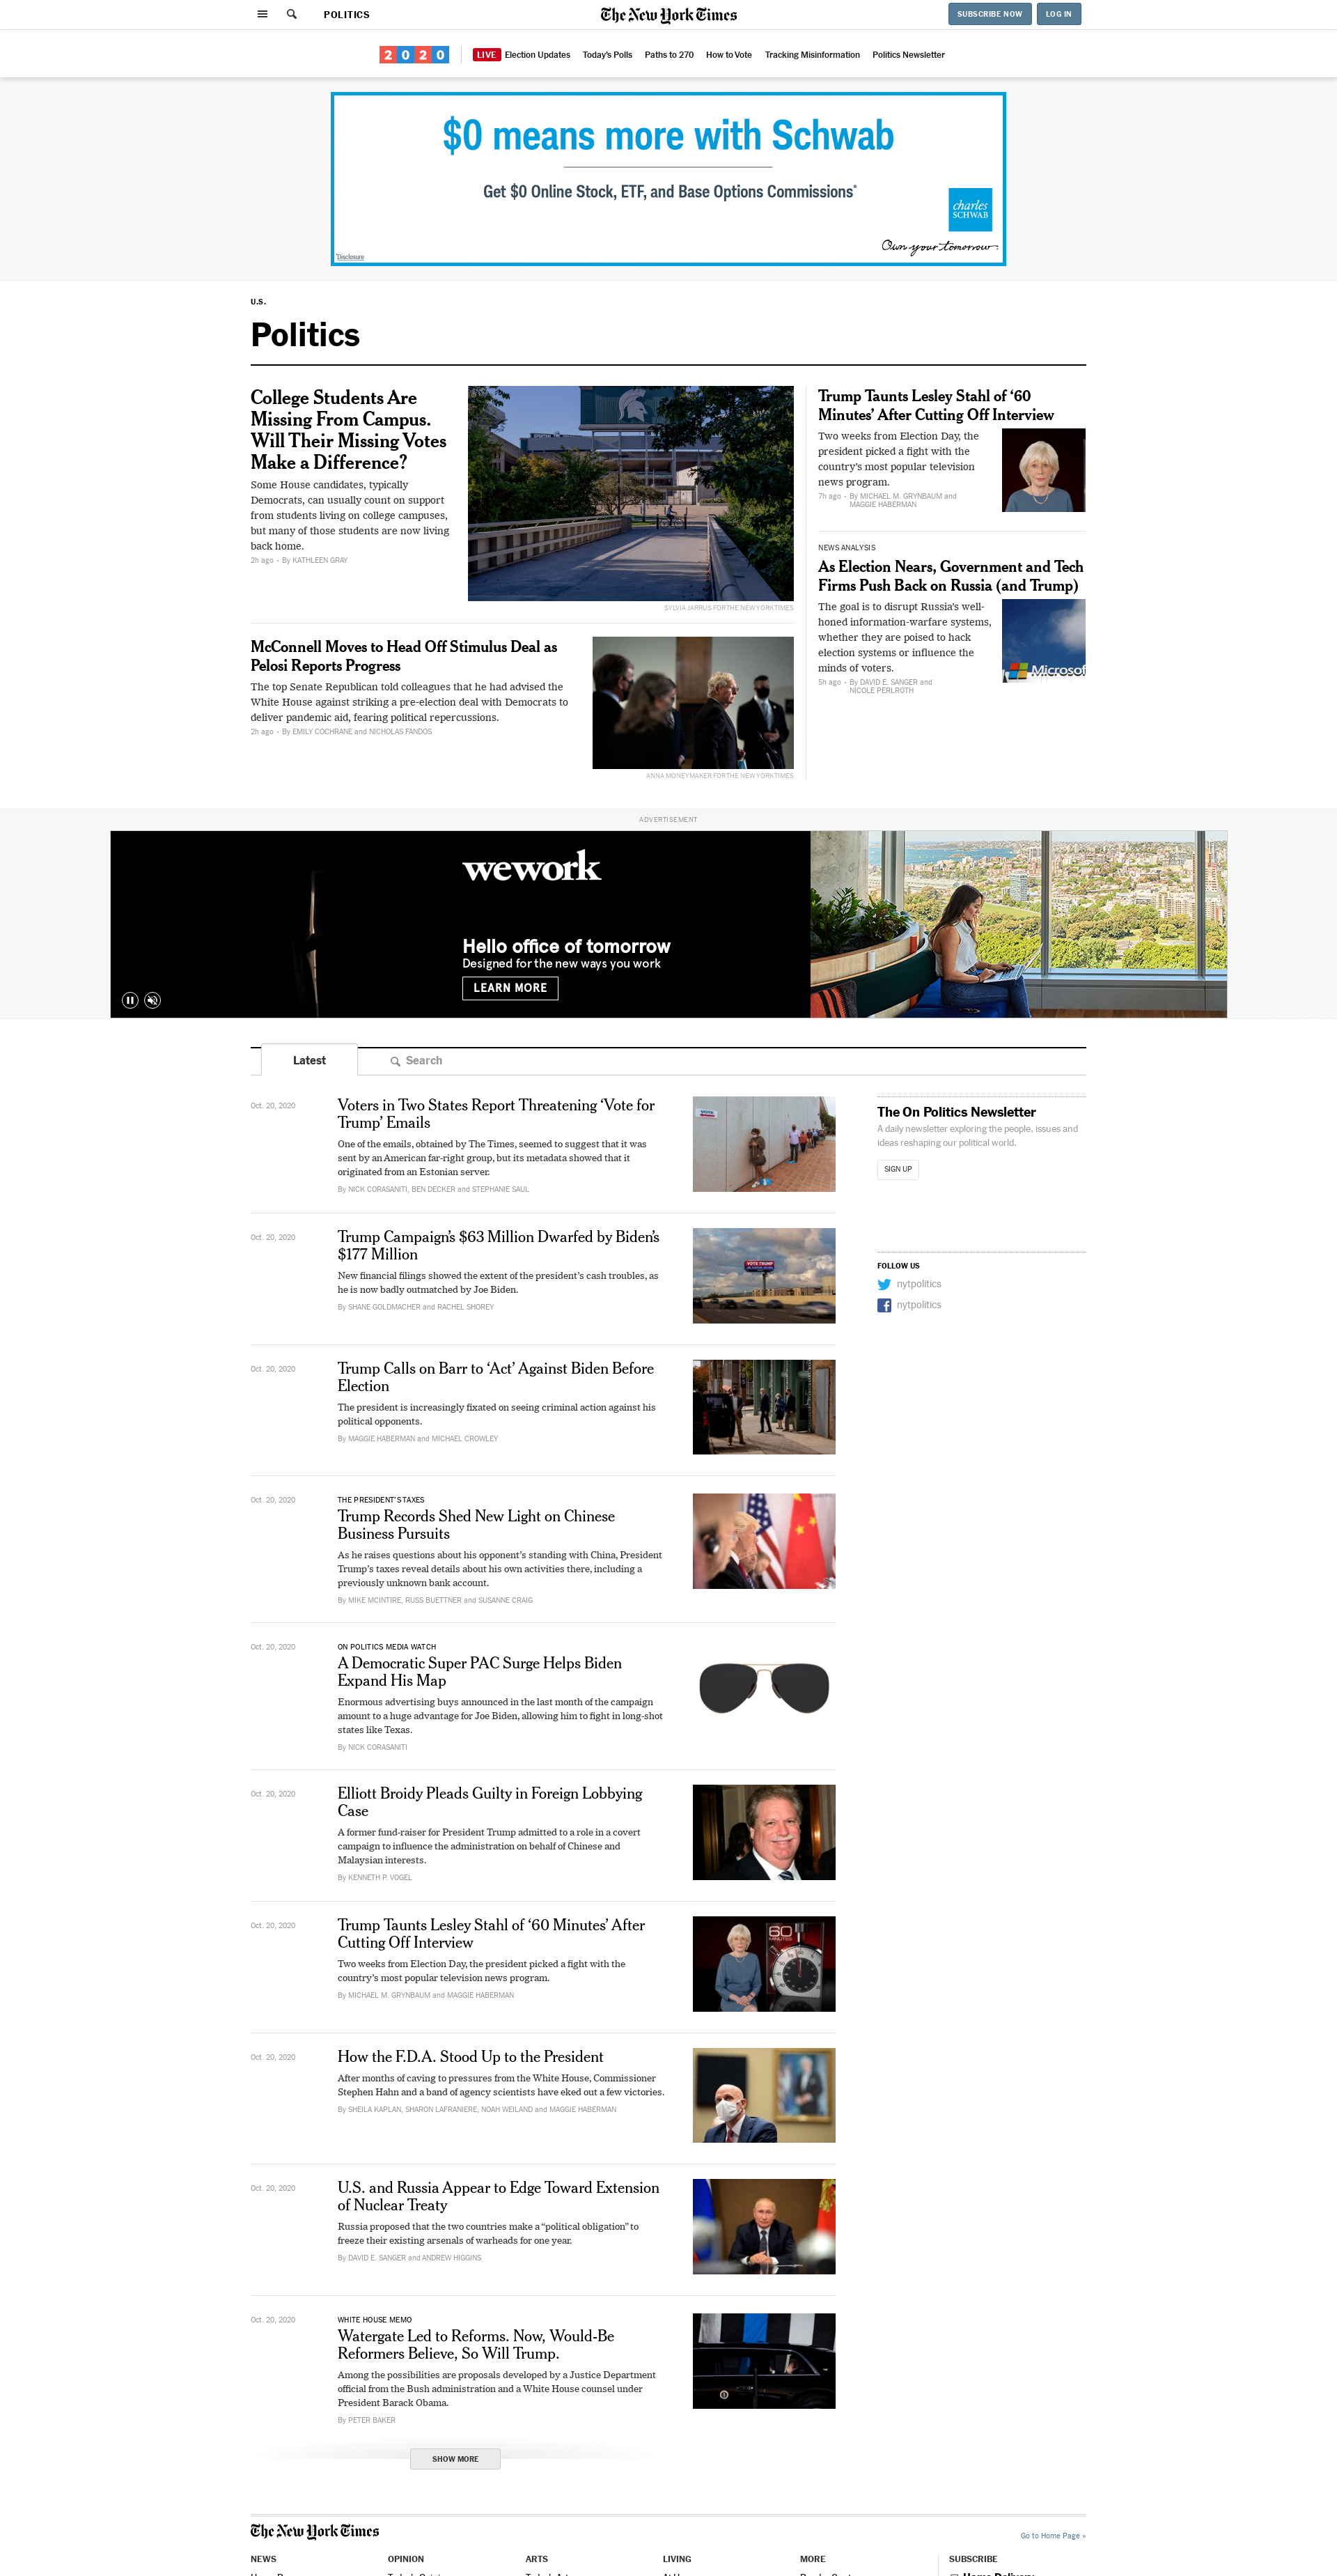 POLITICS
The New York Times
SUBSCRIBE NOW
LOG IN
2020
LIVE Election Updates
Today's Polls
Paths to 270
How to Vote
Tracking Misinformation
Politics Newsletter
$0 means more with Schwab
Get $0 Online Stock, ETF, and Base Options Commissions*
charles
SCHWAB
Own your tomorrow.
*Disclosure
U.S.
Politics
College Students Are
Missing From Campus.
Will Their Missing Votes
Make a Difference?
Some House candidates, typically
Democrats, can usually count on support
from students living on college campuses,
but many of those students are now living
back home.
2h ago · By KATHLEEN GRAY
SPARTAN
SYLVIA JARRUS FOR THE NEW YORK TIMES
McConnell Moves to Head Off Stimulus Deal as
Pelosi Reports Progress
The top Senate Republican told colleagues that he had advised the
White House against striking a pre-election deal with Democrats to
deliver pandemic aid, fearing political repercussions.
2h ago · By EMILY COCHRANE and NICHOLAS FANDOS
ANNA MONEYMAKER FOR THE NEW YORK TIMES
Trump Taunts Lesley Stahl of ‘60
Minutes’ After Cutting Off Interview
Two weeks from Election Day, the
president picked a fight with the
country’s most popular television
news program.
7h ago · By MICHAEL M. GRYNBAUM and
MAGGIE HABERMAN
NEWS ANALYSIS
As Election Nears, Government and Tech
Firms Push Back on Russia (and Trump)
The goal is to disrupt Russia’s well-
honed information-warfare systems,
whether they are poised to hack
election systems or influence the
minds of voters.
5h ago · By DAVID E. SANGER and
NICOLE PERLROTH
Microsof
ADVERTISEMENT
wework
Hello office of tomorrow
Designed for the new ways you work
LEARN MORE
Latest
Search
Oct. 20, 2020
Voters in Two States Report Threatening ‘Vote for
Trump’ Emails
One of the emails, obtained by The Times, seemed to suggest that it was
sent by an American far-right group, but its metadata showed that it
originated from an Estonian server.
By NICK CORASANITI, BEN DECKER and STEPHANIE SAUL
VOTE
Oct. 20, 2020
Trump Campaign’s $63 Million Dwarfed by Biden’s
$177 Million
New financial filings showed the extent of the president’s cash troubles, as
he is now badly outmatched by Joe Biden.
By SHANE GOLDMACHER and RACHEL SHOREY
VOTE TRUMP
Oct. 20, 2020
Trump Calls on Barr to ‘Act’ Against Biden Before
Election
The president is increasingly fixated on seeing criminal action against his
political opponents.
By MAGGIE HABERMAN and MICHAEL CROWLEY
Oct. 20, 2020
THE PRESIDENT’S TAXES
Trump Records Shed New Light on Chinese
Business Pursuits
As he raises questions about his opponent’s standing with China, President
Trump’s taxes reveal details about his own activities there, including a
previously unknown bank account.
By MIKE MCINTIRE, RUSS BUETTNER and SUSANNE CRAIG
Oct. 20, 2020
ON POLITICS MEDIA WATCH
A Democratic Super PAC Surge Helps Biden
Expand His Map
Enormous advertising buys announced in the last month of the campaign
amount to a huge advantage for Joe Biden, allowing him to fight in long-shot
states like Texas.
By NICK CORASANITI
Oct. 20, 2020
Elliott Broidy Pleads Guilty in Foreign Lobbying
Case
A former fund-raiser for President Trump admitted to a role in a covert
campaign to influence the administration on behalf of Chinese and
Malaysian interests.
By KENNETH P. VOGEL
Oct. 20, 2020
Trump Taunts Lesley Stahl of ‘60 Minutes’ After
Cutting Off Interview
Two weeks from Election Day, the president picked a fight with the
country’s most popular television news program.
By MICHAEL M. GRYNBAUM and MAGGIE HABERMAN
60
MINUTES
Oct. 20, 2020
How the F.D.A. Stood Up to the President
After months of caving to pressures from the White House, Commissioner
Stephen Hahn and a band of agency scientists have eked out a few victories.
By SHEILA KAPLAN, SHARON LAFRANIERE, NOAH WEILAND and MAGGIE HABERMAN
Oct. 20, 2020
U.S. and Russia Appear to Edge Toward Extension
of Nuclear Treaty
Russia proposed that the two countries make a “political obligation” to
freeze their existing arsenals of warheads for one year.
By DAVID E. SANGER and ANDREW HIGGINS
Oct. 20, 2020
WHITE HOUSE MEMO
Watergate Led to Reforms. Now, Would-Be
Reformers Believe, So Will Trump.
Among the possibilities are proposals developed by a Justice Department
official from the Bush administration and a White House counsel under
President Barack Obama.
By PETER BAKER
SHOW MORE
The On Politics Newsletter
A daily newsletter exploring the people, issues and
ideas reshaping our political world.
SIGN UP
FOLLOW US
nytpolitics
nytpolitics
The New York Times
Go to Home Page »
NEWS
OPINION
ARTS
LIVING
MORE
SUBSCRIBE